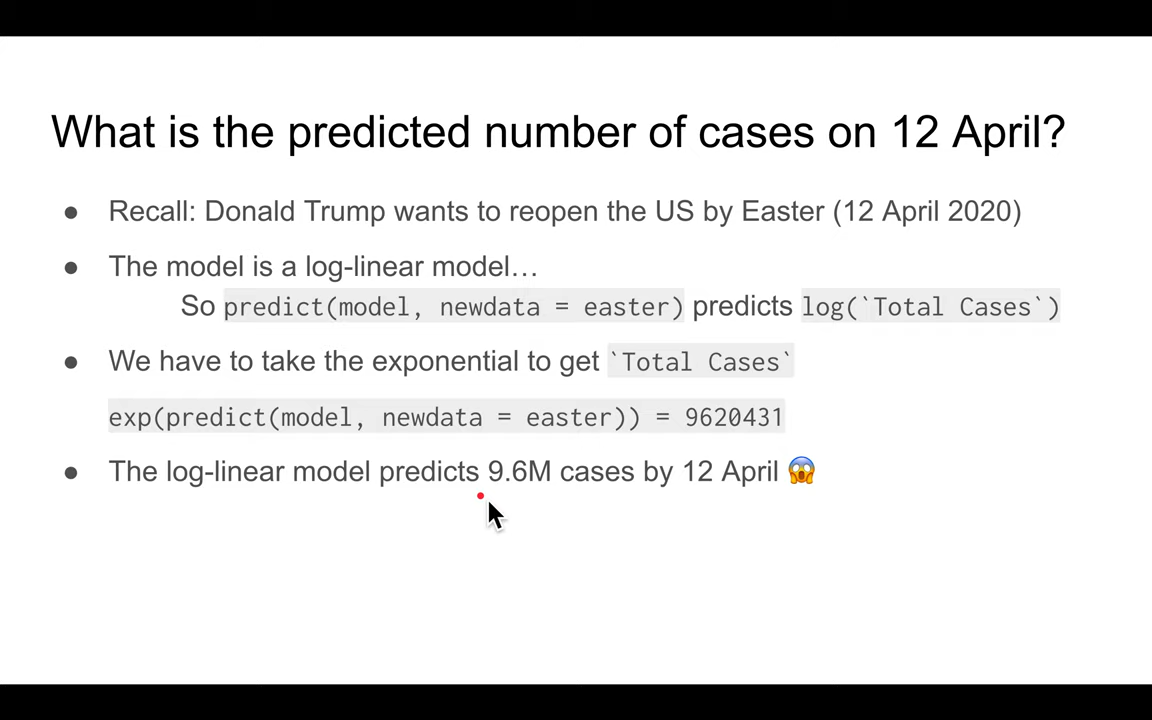 What is the predicted number of cases on 12 April?
● Recall: Donald Trump wants to reopen the US by Easter (12 April 2020)
● The model is a log-linear model…
So predict(model, newdata = easter) predicts log(`Total Cases`)
● We have to take the exponential to get `Total Cases`
exp(predict(model, newdata = easter)) = 9620431
● The log-linear model predicts 9.6M cases by 12 April 😱